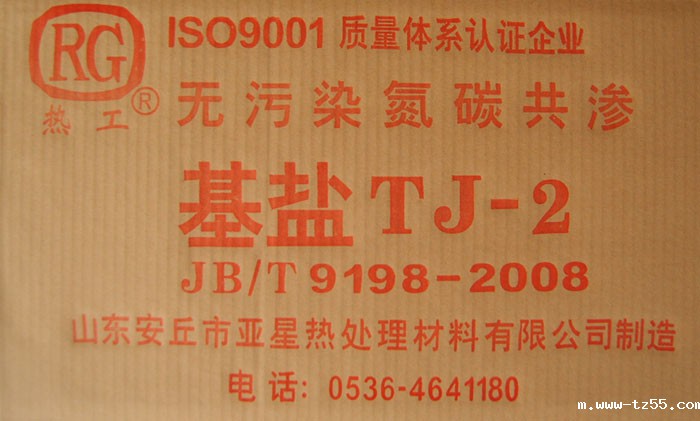 RG
热工®
ISO9001 质量体系认证企业
无污染氮碳共渗
基盐TJ-2
JB/T 9198-2008
山东安丘市亚星热处理材料有限公司制造
电话: 0536-4641180
m.www-tz55.com